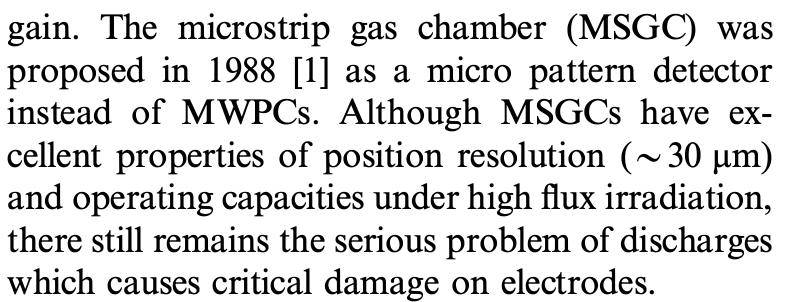 gain. The microstrip gas chamber (MSGC) was
proposed in 1988 [1] as a micro pattern detector
instead of MWPCs. Although MSGCs have ex-
cellent properties of position resolution (∼30 μm)
and operating capacities under high flux irradiation,
there still remains the serious problem of discharges
which causes critical damage on electrodes.